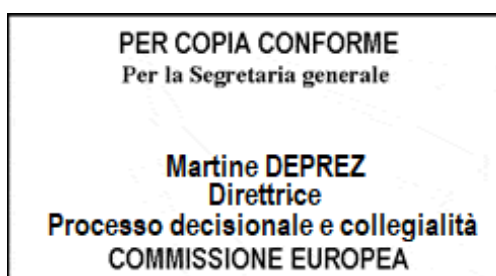 PER COPIA CONFORME
Per la Segretaria generale
Martine DEPREZ
Direttrice
Processo decisionale e collegialità
COMMISSIONE EUROPEA